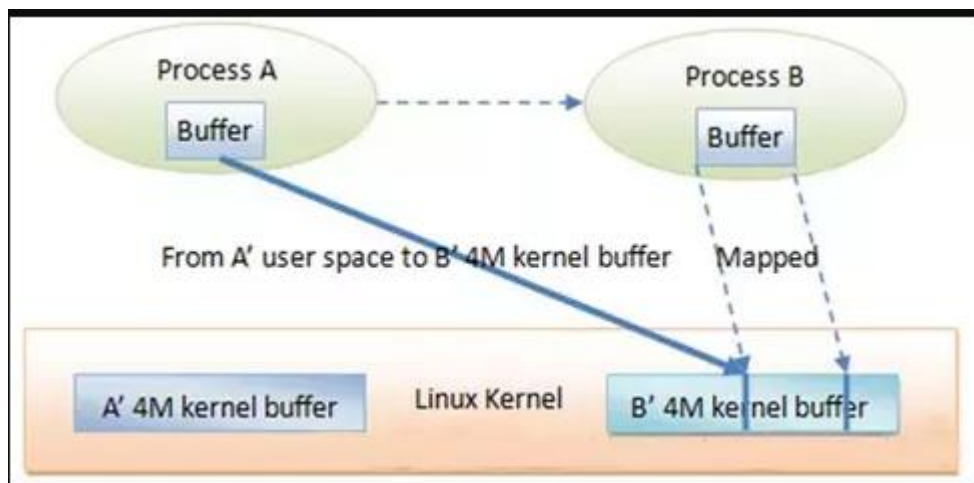 Process A
Process B
Buffer
Buffer
From A' user space to B' 4M kernel buffer
Mapped
A' 4M kernel buffer
Linux Kernel
B' 4M kernel buffer